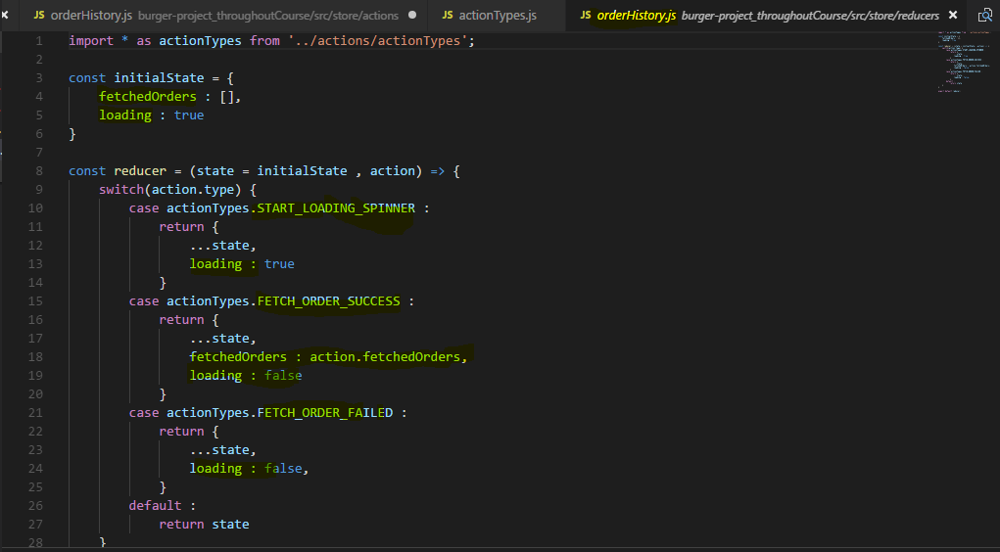 JS orderHistory.js burger-project_throughoutCourse/src/store/actions ● JS actionTypes.js JS orderHistory.js burger-project_throughoutCourse/src/store/reducers ×
1 import * as actionTypes from '../actions/actionTypes';
2
3 const initialState = {
4 fetchedOrders : [],
5 loading : true
6 }
7
8 const reducer = (state = initialState , action) => {
9 switch(action.type) {
10 case actionTypes.START_LOADING_SPINNER :
11 return {
12 ...state,
13 loading : true
14 }
15 case actionTypes.FETCH_ORDER_SUCCESS :
16 return {
17 ...state,
18 fetchedOrders : action.fetchedOrders,
19 loading : false
20 }
21 case actionTypes.FETCH_ORDER_FAILED :
22 return {
23 ...state,
24 loading : false,
25 }
26 default :
27 return state
28 }